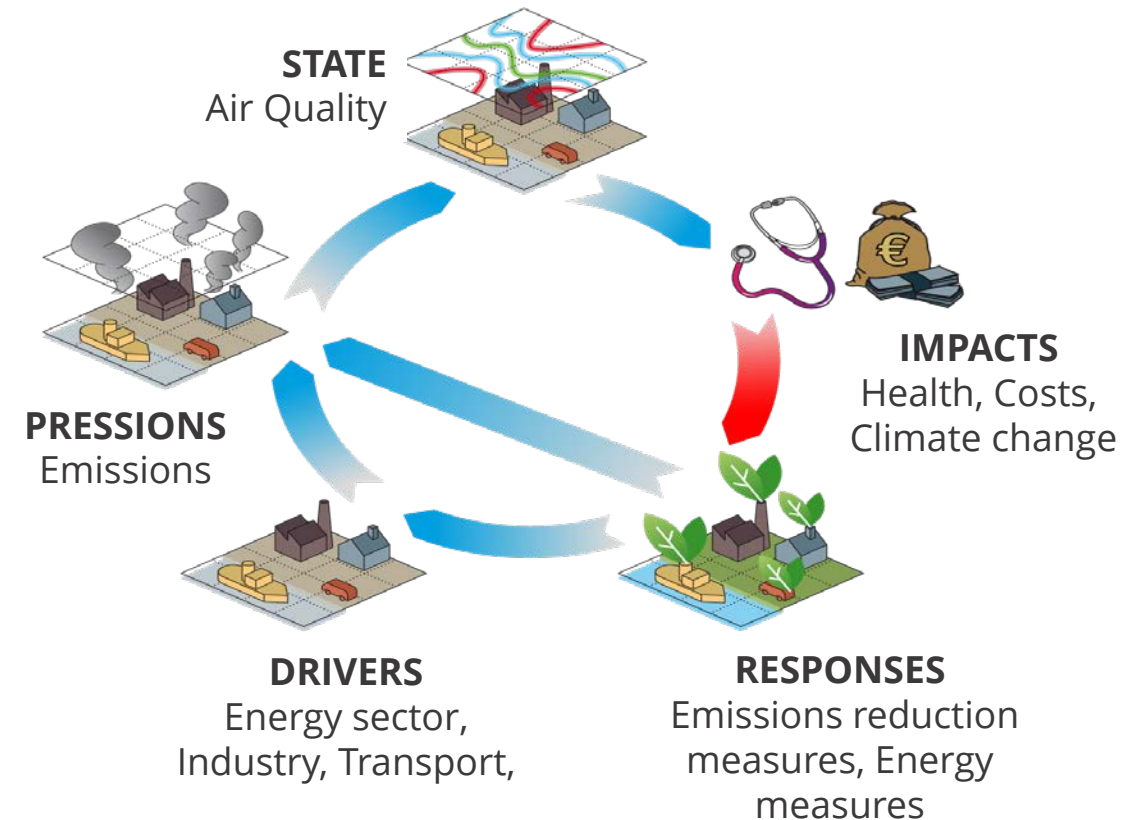 STATE
Air Quality
€
IMPACTS
Health, Costs,
Climate change
PRESSIONS
Emissions
DRIVERS
Energy sector,
Industry, Transport,
RESPONSES
Emissions reduction
measures, Energy
measures